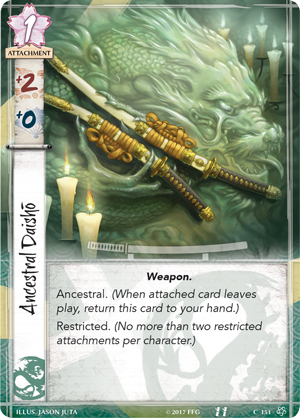 1
ATTACHMENT
+2
+0
Ancestral Daishō
Weapon.
Ancestral. (When attached card leaves
play, return this card to your hand.)
Restricted. (No more than two restricted
attachments per character.)
ILLUS. JASON JUTA
© 2017 FFG
11
C 151